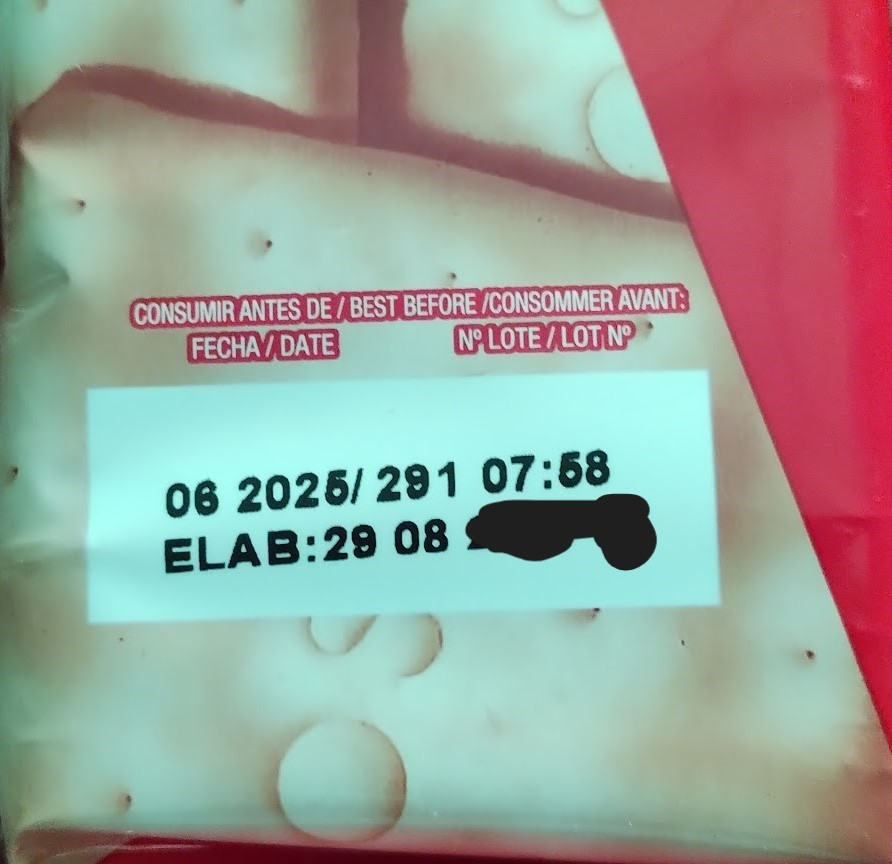 CONSUMIR ANTES DE / BEST BEFORE /CONSOMMER AVANT:
FECHA / DATE Nº LOTE / LOT Nº
06 2025/ 291 07:58
ELAB:29 08